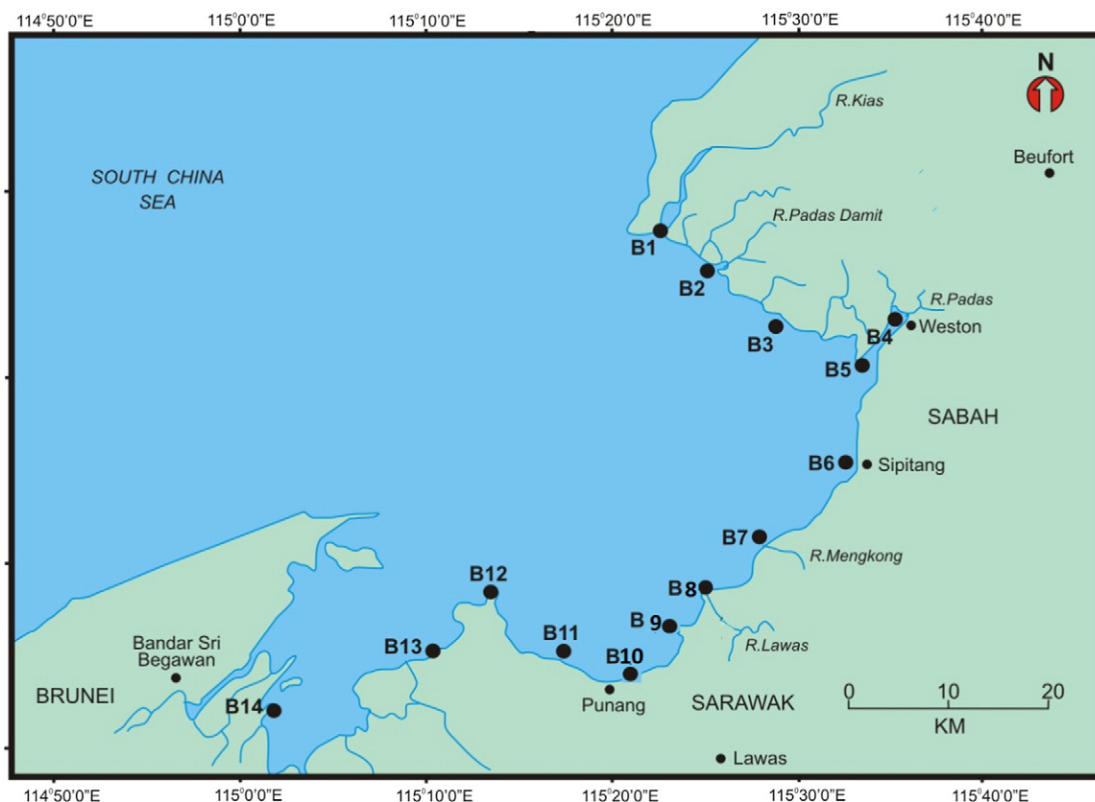 114°50'0"E 115°0'0"E 115°10'0"E 115°20'0"E 115°30'0"E 115°40'0"E
N
R.Kias
Beufort
SOUTH CHINA
SEA
R.Padas Damit
B1
B2
R.Padas
B3
B4
Weston
B5
SABAH
B6
Sipitang
B7
R.Mengkong
B12
B 8
B 9
Bandar Sri
Begawan
B13
B11
B10
R.Lawas
BRUNEI
B14
Punang
SARAWAK
0 10 20
KM
Lawas
114°50'0"E 115°0'0"E 115°10'0"E 115°20'0"E 115°30'0"E 115°40'0"E